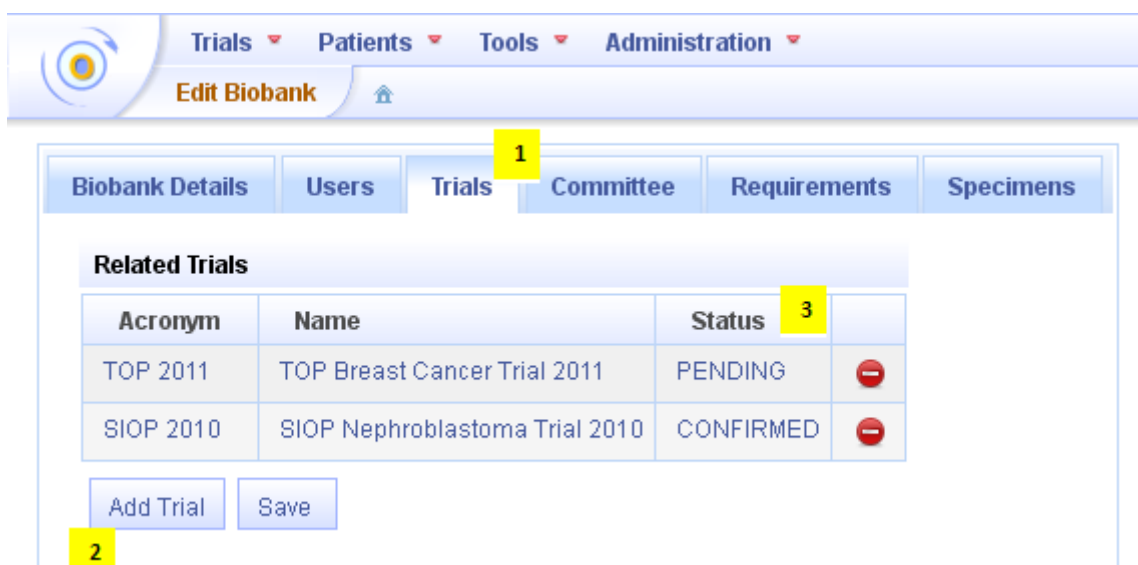 Trials Patients Tools Administration
Edit Biobank
1
Biobank Details Users Trials Committee Requirements Specimens
Related Trials
Acronym Name Status 3
TOP 2011 TOP Breast Cancer Trial 2011 PENDING
SIOP 2010 SIOP Nephroblastoma Trial 2010 CONFIRMED
Add Trial Save
2